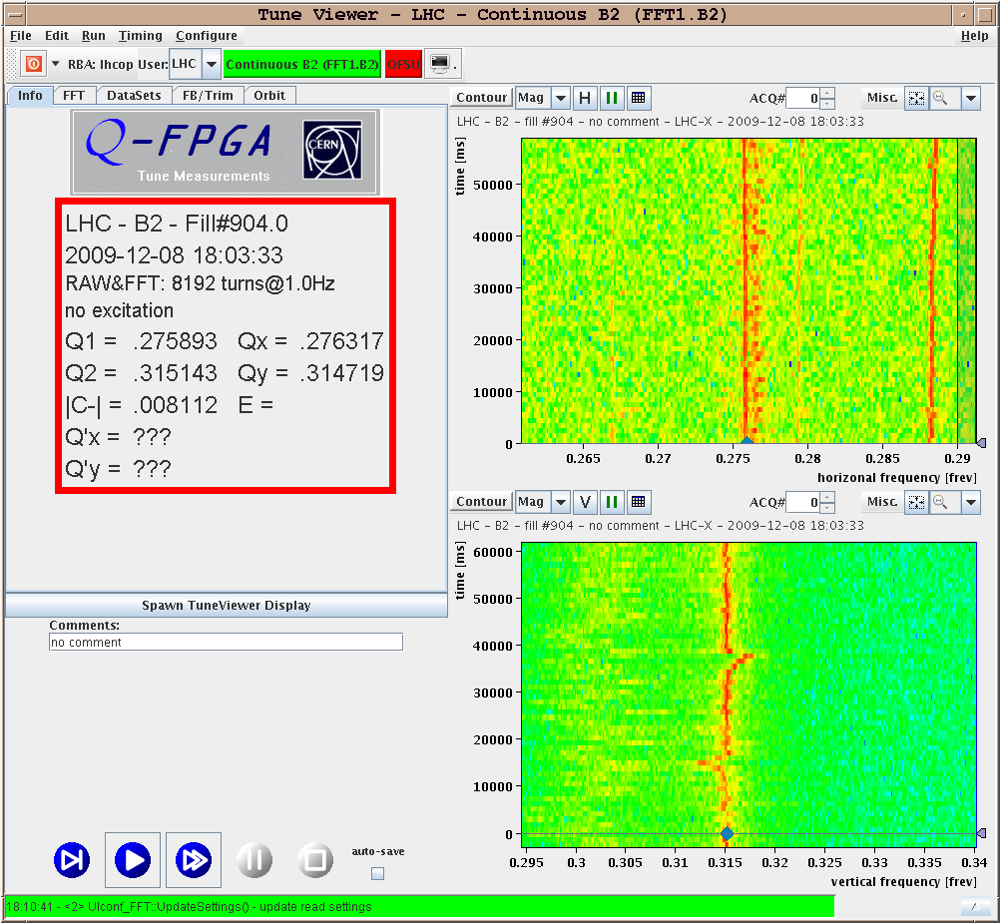 Tune Viewer - LHC - Continuous B2 (FFT1.B2)
File Edit Run Timing Configure Help
RBA: lhcop User: LHC Continuous B2 (FFT1.B2) OFSU
Info FFT DataSets FB/Trim Orbit
Q-FPGA
Tune Measurements
CERN
LHC - B2 - Fill#904.0
2009-12-08 18:03:33
RAW&FFT: 8192 turns@1.0Hz
no excitation
Q1 = .275893 Qx = .276317
Q2 = .315143 Qy = .314719
|C-| = .008112 E =
Q'x = ???
Q'y = ???
Spawn TuneViewer Display
Comments:
no comment
auto-save
Contour Mag H ACQ# 0 Misc.
LHC - B2 - fill #904 - no comment - LHC-X - 2009-12-08 18:03:33
time [ms]
50000
40000
30000
20000
10000
0
0.265 0.27 0.275 0.28 0.285 0.29
horizonal frequency [frev]
Contour Mag V ACQ# 0 Misc.
LHC - B2 - fill #904 - no comment - LHC-X - 2009-12-08 18:03:33
time [ms]
60000
50000
40000
30000
20000
10000
0
0.295 0.3 0.305 0.31 0.315 0.32 0.325 0.33 0.335 0.34
vertical frequency [frev]
18:10:41 - <2> UIconf_FFT::UpdateSettings() - update read settings